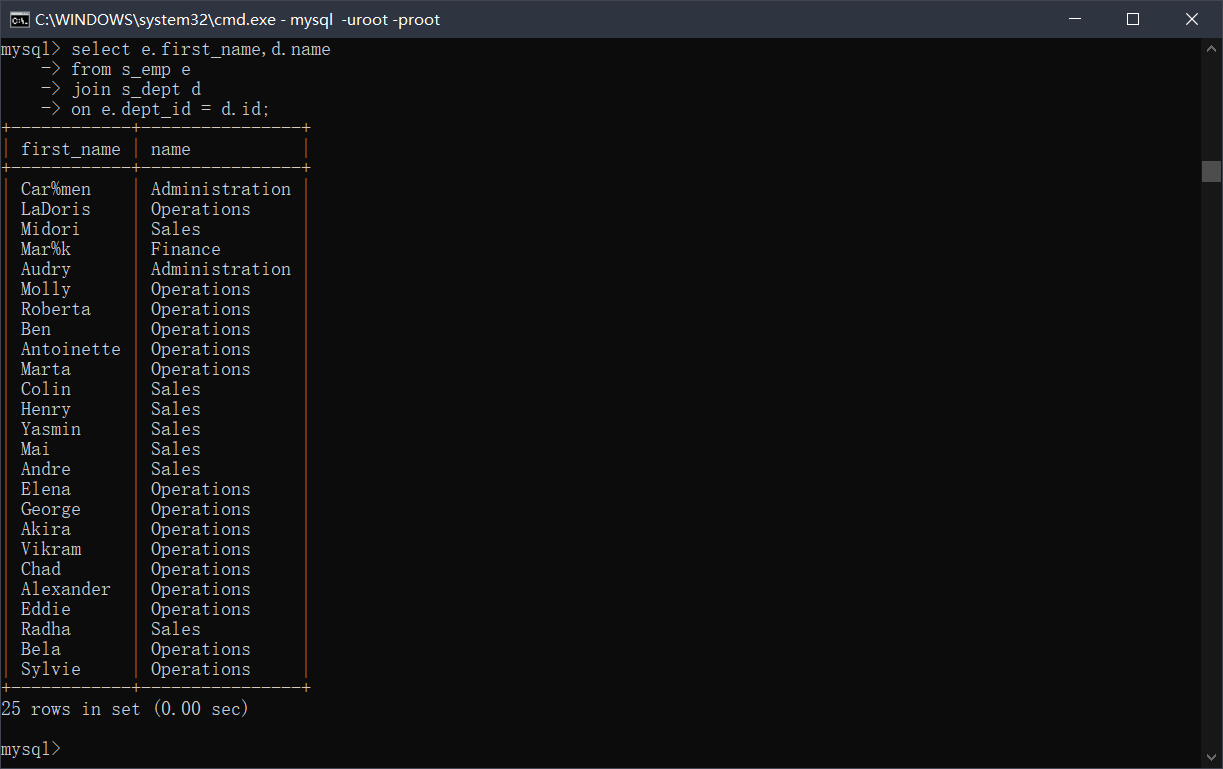 C:\WINDOWS\system32\cmd.exe - mysql  -uroot -proot
mysql> select e.first_name,d.name
    -> from s_emp e
    -> join s_dept d
    -> on e.dept_id = d.id;
+------------+----------------+
| first_name | name           |
+------------+----------------+
| Car%men    | Administration |
| LaDoris    | Operations     |
| Midori     | Sales          |
| Mar%k      | Finance        |
| Audry      | Administration |
| Molly      | Operations     |
| Roberta    | Operations     |
| Ben        | Operations     |
| Antoinette | Operations     |
| Marta      | Operations     |
| Colin      | Sales          |
| Henry      | Sales          |
| Yasmin     | Sales          |
| Mai        | Sales          |
| Andre      | Sales          |
| Elena      | Operations     |
| George     | Operations     |
| Akira      | Operations     |
| Vikram     | Operations     |
| Chad       | Operations     |
| Alexander  | Operations     |
| Eddie      | Operations     |
| Radha      | Sales          |
| Bela       | Operations     |
| Sylvie     | Operations     |
+------------+----------------+
25 rows in set (0.00 sec)
mysql>